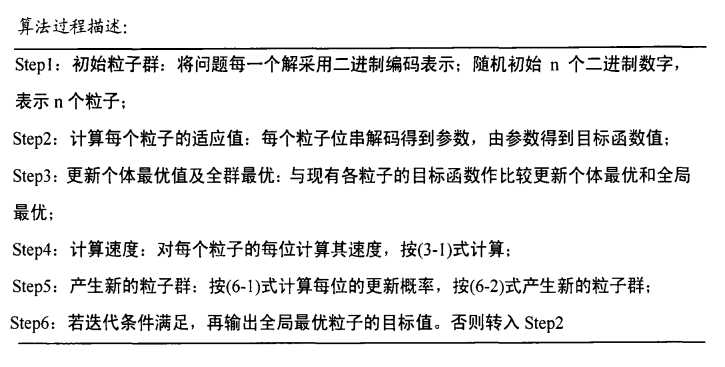 算法过程描述：
Step1：初始粒子群：将问题每一个解采用二进制编码表示；随机初始 n 个二进制数字，
表示 n 个粒子；
Step2：计算每个粒子的适应值：每个粒子位串解码得到参数，由参数得到目标函数值；
Step3：更新个体最优值及全群最优：与现有各粒子的目标函数作比较更新个体最优和全局
最优；
Step4：计算速度：对每个粒子的每位计算其速度，按(3-1)式计算；
Step5：产生新的粒子群：按(6-1)式计算每位的更新概率，按(6-2)式产生新的粒子群；
Step6：若迭代条件满足，再输出全局最优粒子的目标值。否则转入 Step2